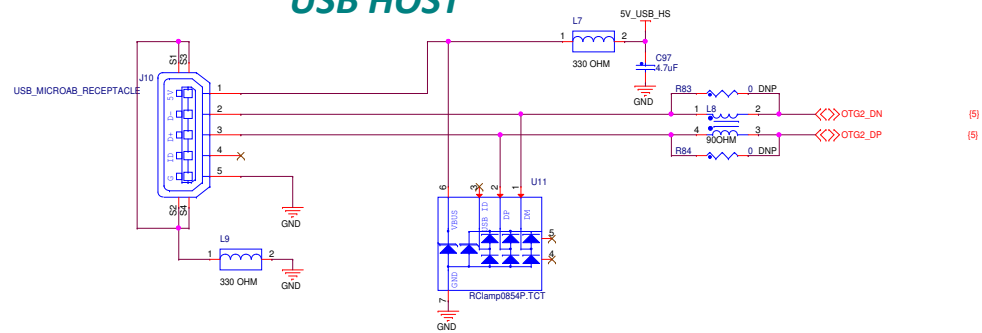 USB HOST
5V_USB_HS
L7
1 2
330 OHM
C97
4.7uF
GND
S1
S3
J10
USB_MICROAB_RECEPTACLE
5V 1
D- 2
D+ 3
ID 4
G 5
S2
S4
GND
R83 0 DNP
1 L8 2
OTG2_DN {5}
4 3
90OHM
OTG2_DP {5}
R84 0 DNP
L9
1 2
330 OHM
GND
6 3 2 1
U11
VBUS
USB ID
DP
DM
5
4
GND
7
RClamp0854P.TCT
GND